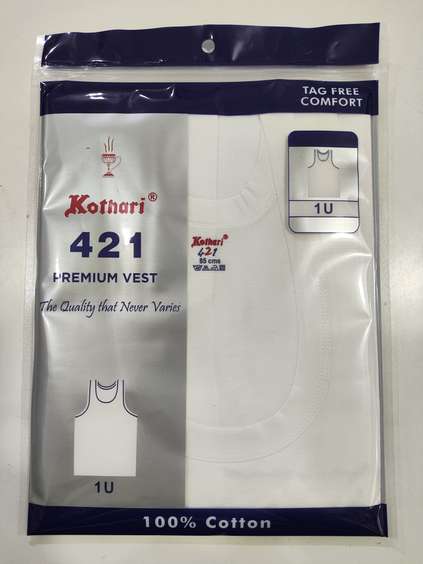 TAG FREE
COMFORT
1U
Kothari®
421
PREMIUM VEST
The Quality that Never Varies
Kothari®
421
85 cms
1U
100% Cotton